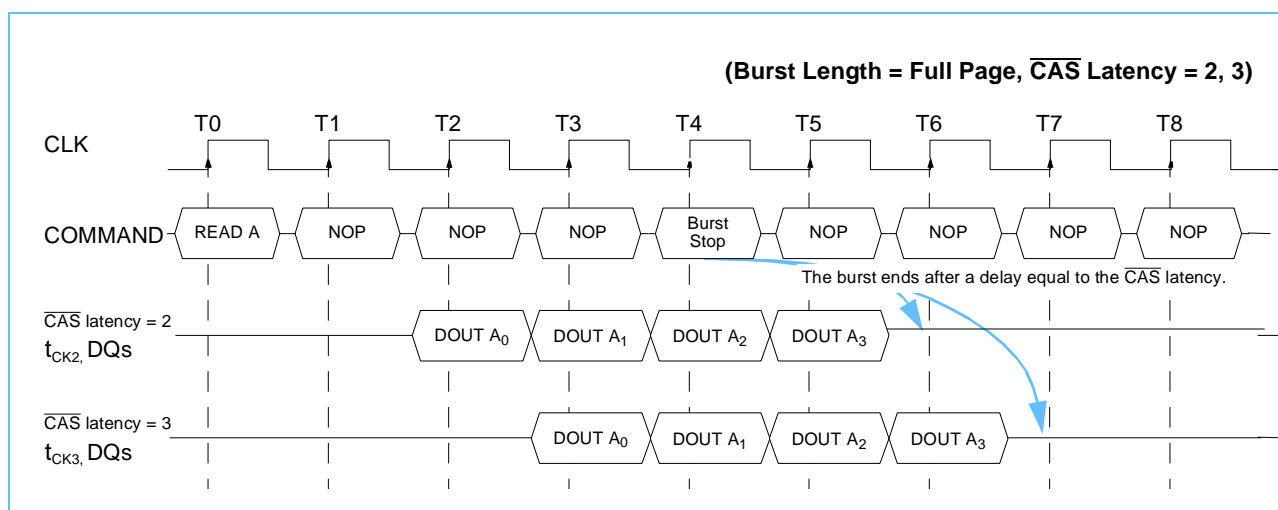 (Burst Length = Full Page, CAS Latency = 2, 3)
T0 T1 T2 T3 T4 T5 T6 T7 T8
CLK
COMMAND READ A NOP NOP NOP Burst Stop NOP NOP NOP NOP
The burst ends after a delay equal to the CAS latency.
CAS latency = 2
tCK2, DQs DOUT A0 DOUT A1 DOUT A2 DOUT A3
CAS latency = 3
tCK3, DQs DOUT A0 DOUT A1 DOUT A2 DOUT A3